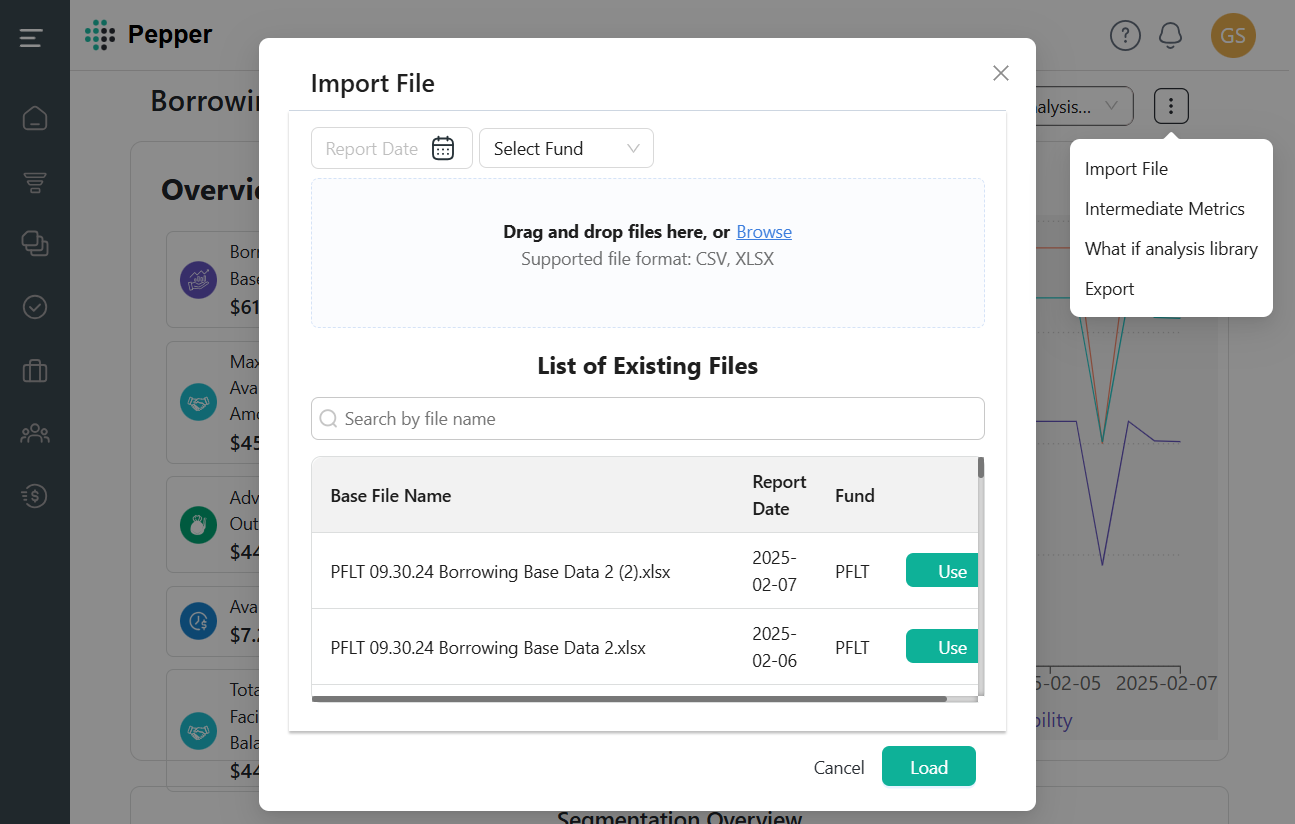 Pepper
?
GS
Borrowi
alysis...
Import File
Intermediate Metrics
What if analysis library
Export
Import File
Report Date
Select Fund
Drag and drop files here, or Browse
Supported file format: CSV, XLSX
List of Existing Files
Search by file name
Base File Name
Report
Date
Fund
PFLT 09.30.24 Borrowing Base Data 2 (2).xlsx
2025-
02-07
PFLT
Use
PFLT 09.30.24 Borrowing Base Data 2.xlsx
2025-
02-06
PFLT
Use
Cancel
Load
Overvie
Borr
Base
$61
Max
Ava
Amo
$45
Adv
Out
$44
Ava
$7.2
Tota
Faci
Bala
$44
5-02-05
2025-02-07
bility
Segmentation Overview